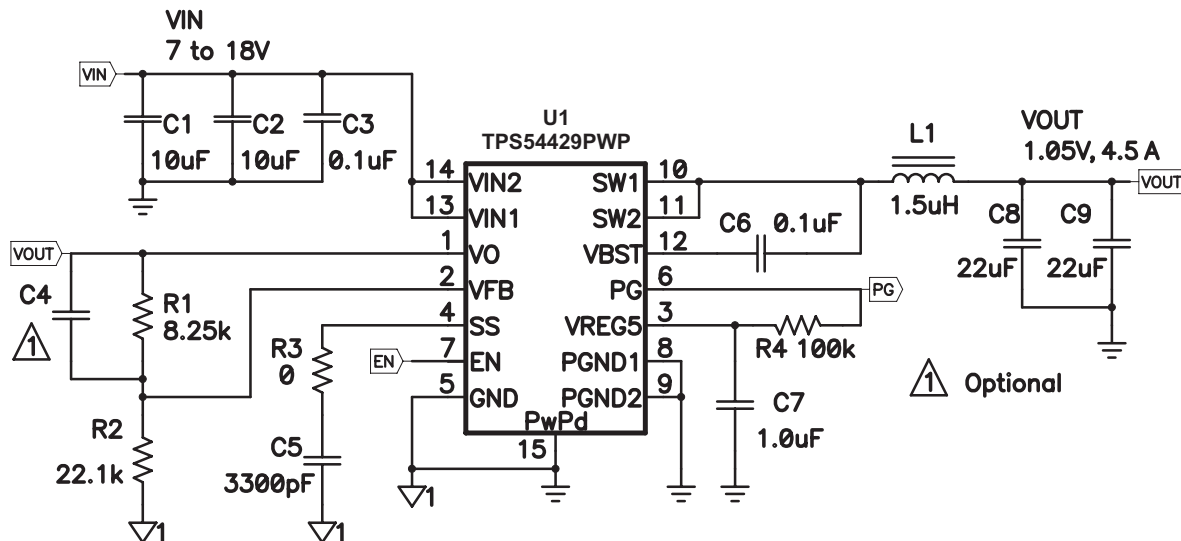 VIN
7 to 18V
VIN
C1
10uF
C2
10uF
C3
0.1uF
U1
TPS54429PWP
14
VIN2
13
VIN1
1
VO
2
VFB
4
SS
7
EN
5
GND
PwPd
15
SW1
10
SW2
11
VBST
12
PG
6
VREG5
3
PGND1
8
PGND2
9
C6
0.1uF
L1
1.5uH
VOUT
1.05V, 4.5 A
VOUT
C8
22uF
C9
22uF
PG
R4 100k
C7
1.0uF
1
Optional
VOUT
C4
1
R1
8.25k
R2
22.1k
R3
0
EN
C5
3300pF
1
1
1